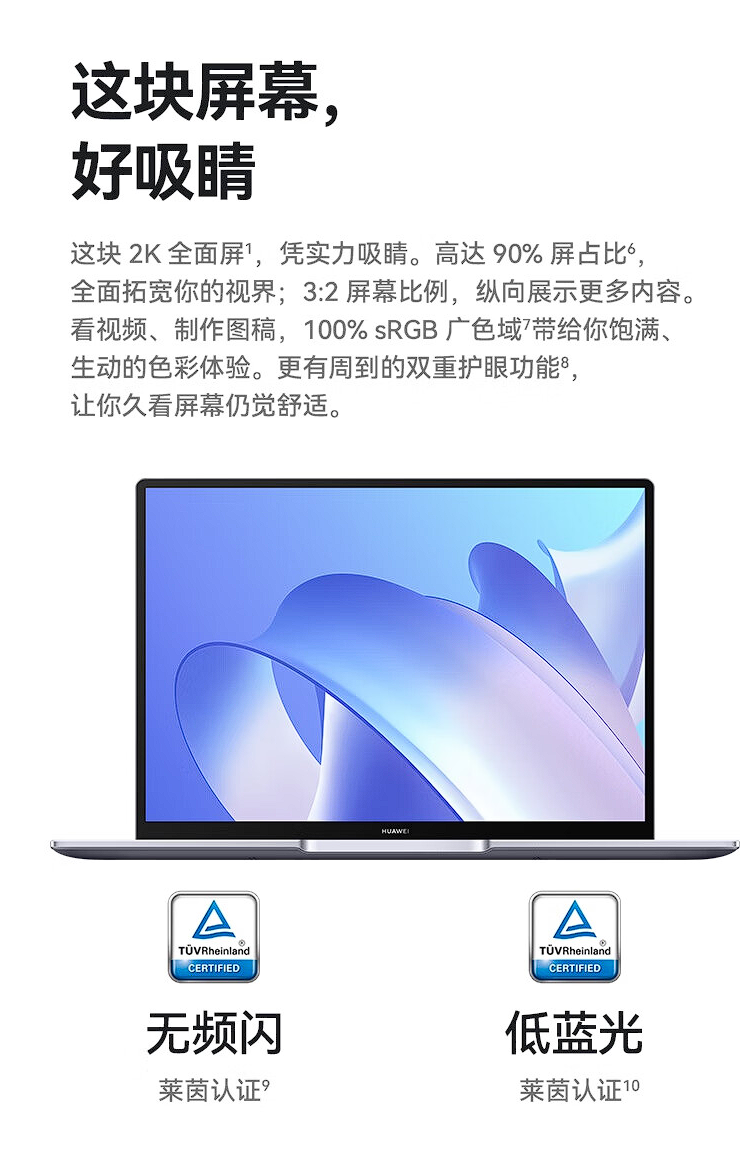 这块屏幕，
好吸睛
这块 2K 全面屏¹，凭实力吸睛。高达 90% 屏占比⁶，
全面拓宽你的视界；3:2 屏幕比例，纵向展示更多内容。
看视频、制作图稿，100% sRGB 广色域⁷带给你饱满、
生动的色彩体验。更有周到的双重护眼功能⁸，
让你久看屏幕仍觉舒适。
HUAWEI
TÜVRheinland®
CERTIFIED
TÜVRheinland®
CERTIFIED
无频闪
低蓝光
莱茵认证⁹
莱茵认证¹⁰